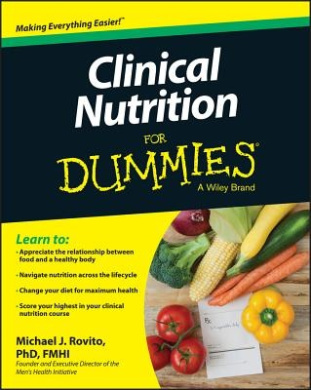 Making Everything Easier!™
Clinical
Nutrition
FOR
DUMMIES®
A Wiley Brand
Learn to:
• Appreciate the relationship between
food and a healthy body
• Navigate nutrition across the lifecycle
• Change your diet for maximum health
• Score your highest in your clinical
nutrition course
Michael J. Rovito,
PhD, FMHI
Founder and Executive Director of the
Men's Health Initiative